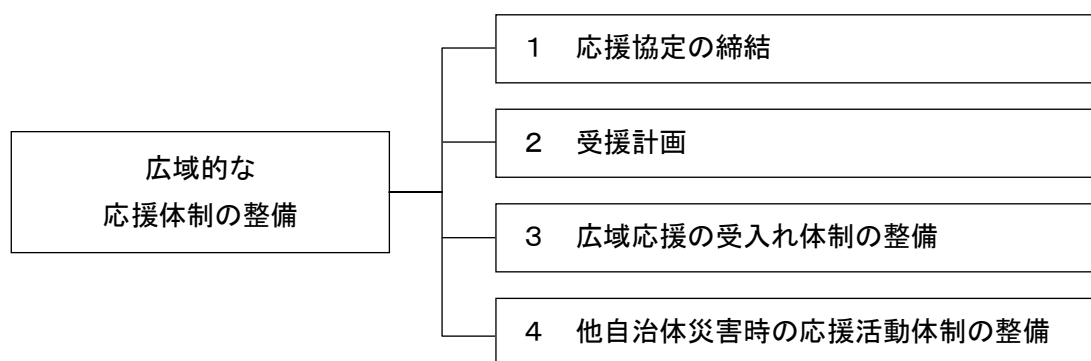 広域的な
応援体制の整備
1 応援協定の締結
2 受援計画
3 広域応援の受入れ体制の整備
4 他自治体災害時の応援活動体制の整備